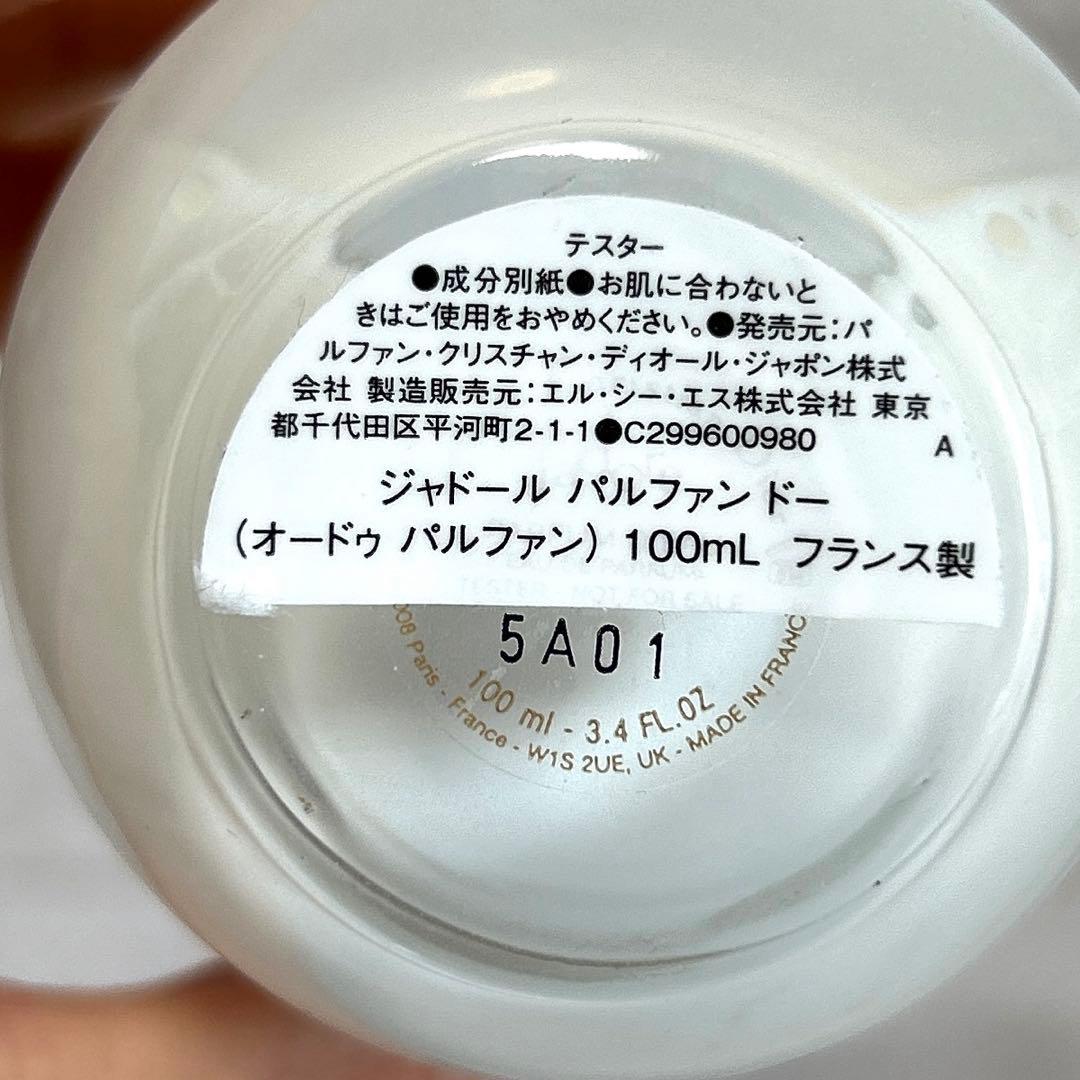 テスター
●成分別紙●お肌に合わないと
きはご使用をおやめください。●発売元：パ
ルファン・クリスチャン・ディオール・ジャポン株式
会社 製造販売元：エル・シー・エス株式会社 東京
都千代田区平河町2-1-1●C299600980 A
ジャドール パルファン ドー
（オードゥ パルファン） 100mL フランス製
TESTER - NOT FOR SALE
5A01
100 ml - 3.4 FL.OZ
008 Paris - France - W1S 2UE, UK - MADE IN FRANC